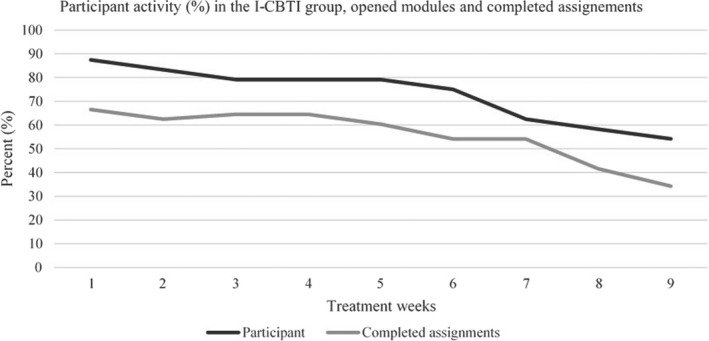 Participant activity (%) in the I-CBTI group, opened modules and completed assignements
Percent (%)
100
90
80
70
60
50
40
30
20
10
0
1 2 3 4 5 6 7 8 9
Treatment weeks
Participant Completed assignments